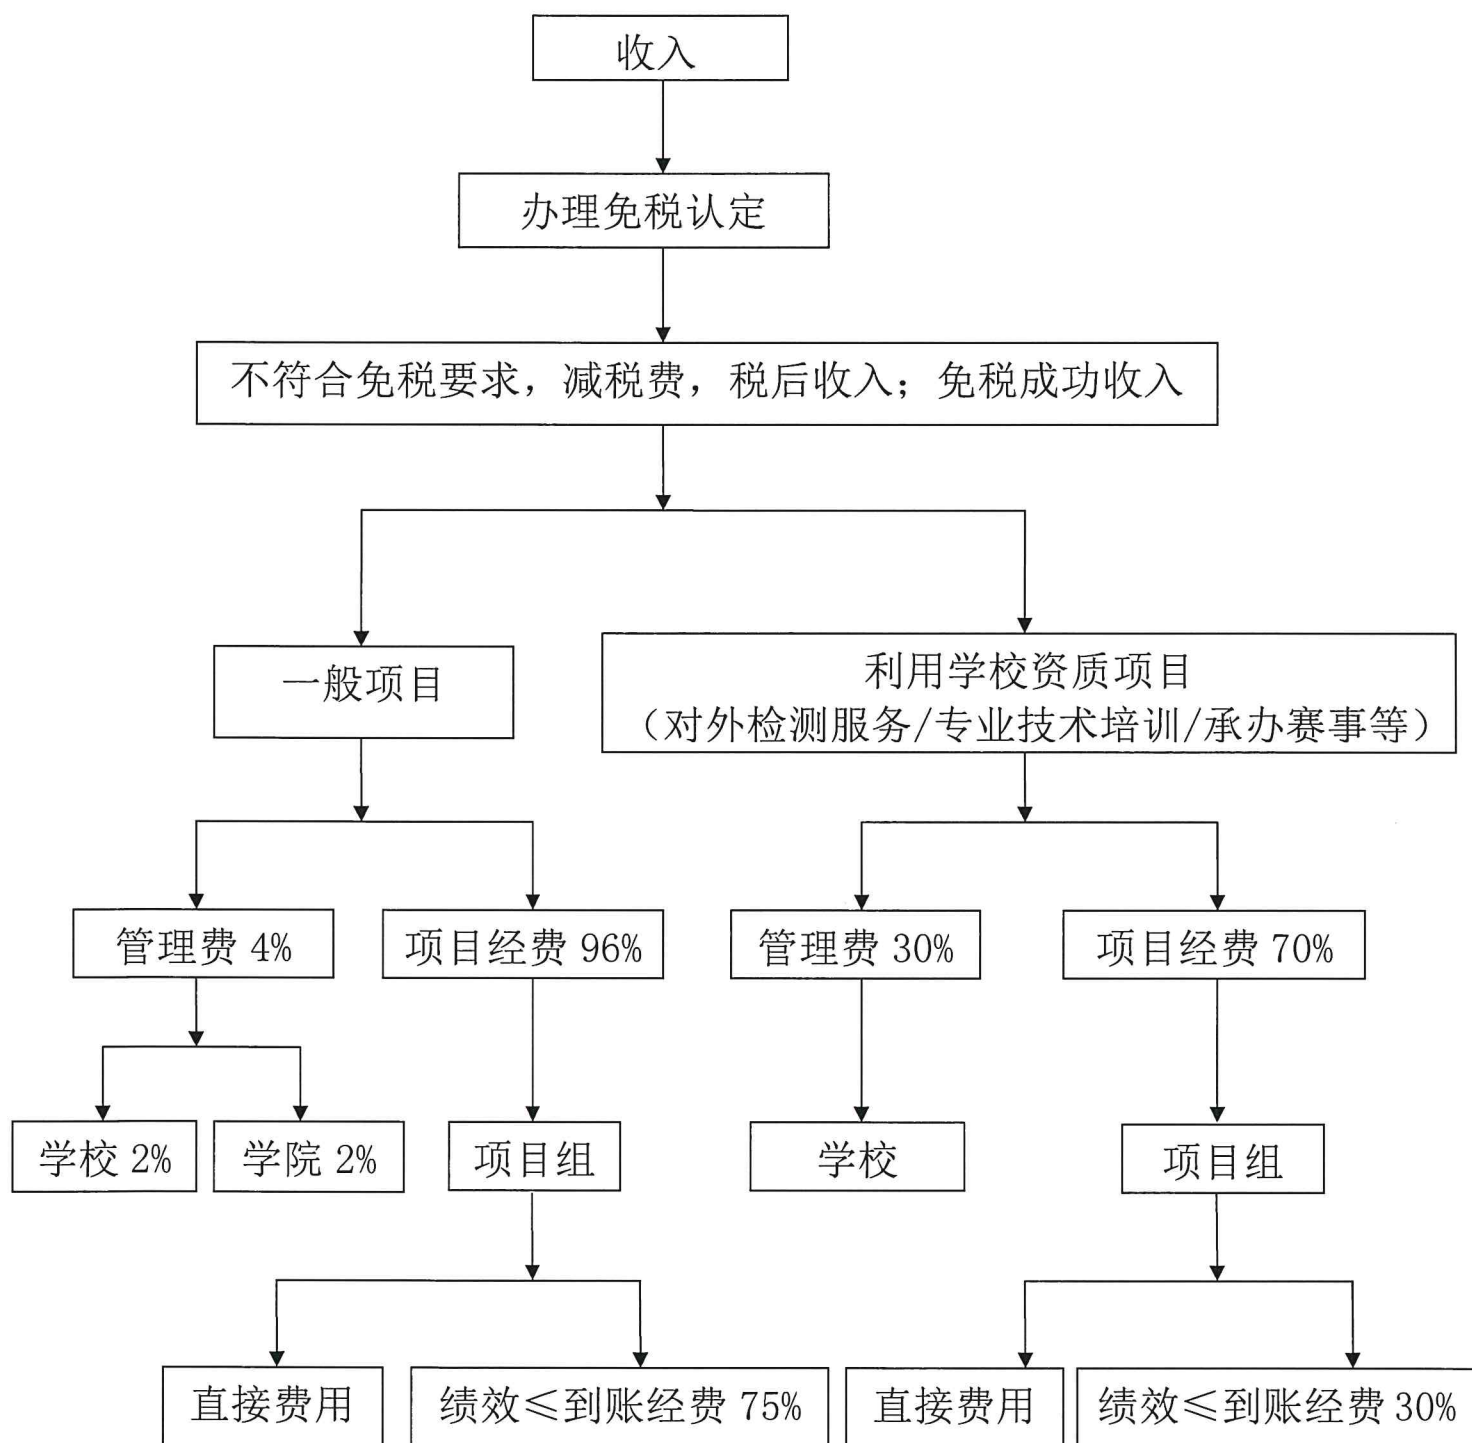 收入
办理免税认定
不符合免税要求，减税费，税后收入；免税成功收入
一般项目
利用学校资质项目
（对外检测服务/专业技术培训/承办赛事等）
管理费 4%
项目经费 96%
管理费 30%
项目经费 70%
学校 2%
学院 2%
项目组
学校
项目组
直接费用
绩效≤到账经费 75%
直接费用
绩效≤到账经费 30%